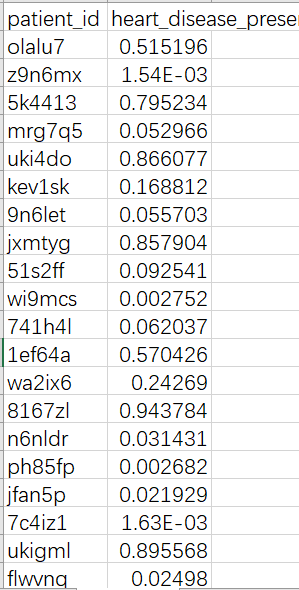 patient_id heart_disease_prese
olalu7 0.515196
z9n6mx 1.54E-03
5k4413 0.795234
mrg7q5 0.052966
uki4do 0.866077
kev1sk 0.168812
9n6let 0.055703
jxmtyg 0.857904
51s2ff 0.092541
wi9mcs 0.002752
741h4l 0.062037
1ef64a 0.570426
wa2ix6 0.24269
8167zl 0.943784
n6nldr 0.031431
ph85fp 0.002682
jfan5p 0.021929
7c4iz1 1.63E-03
ukigml 0.895568
flwvnq 0.02498